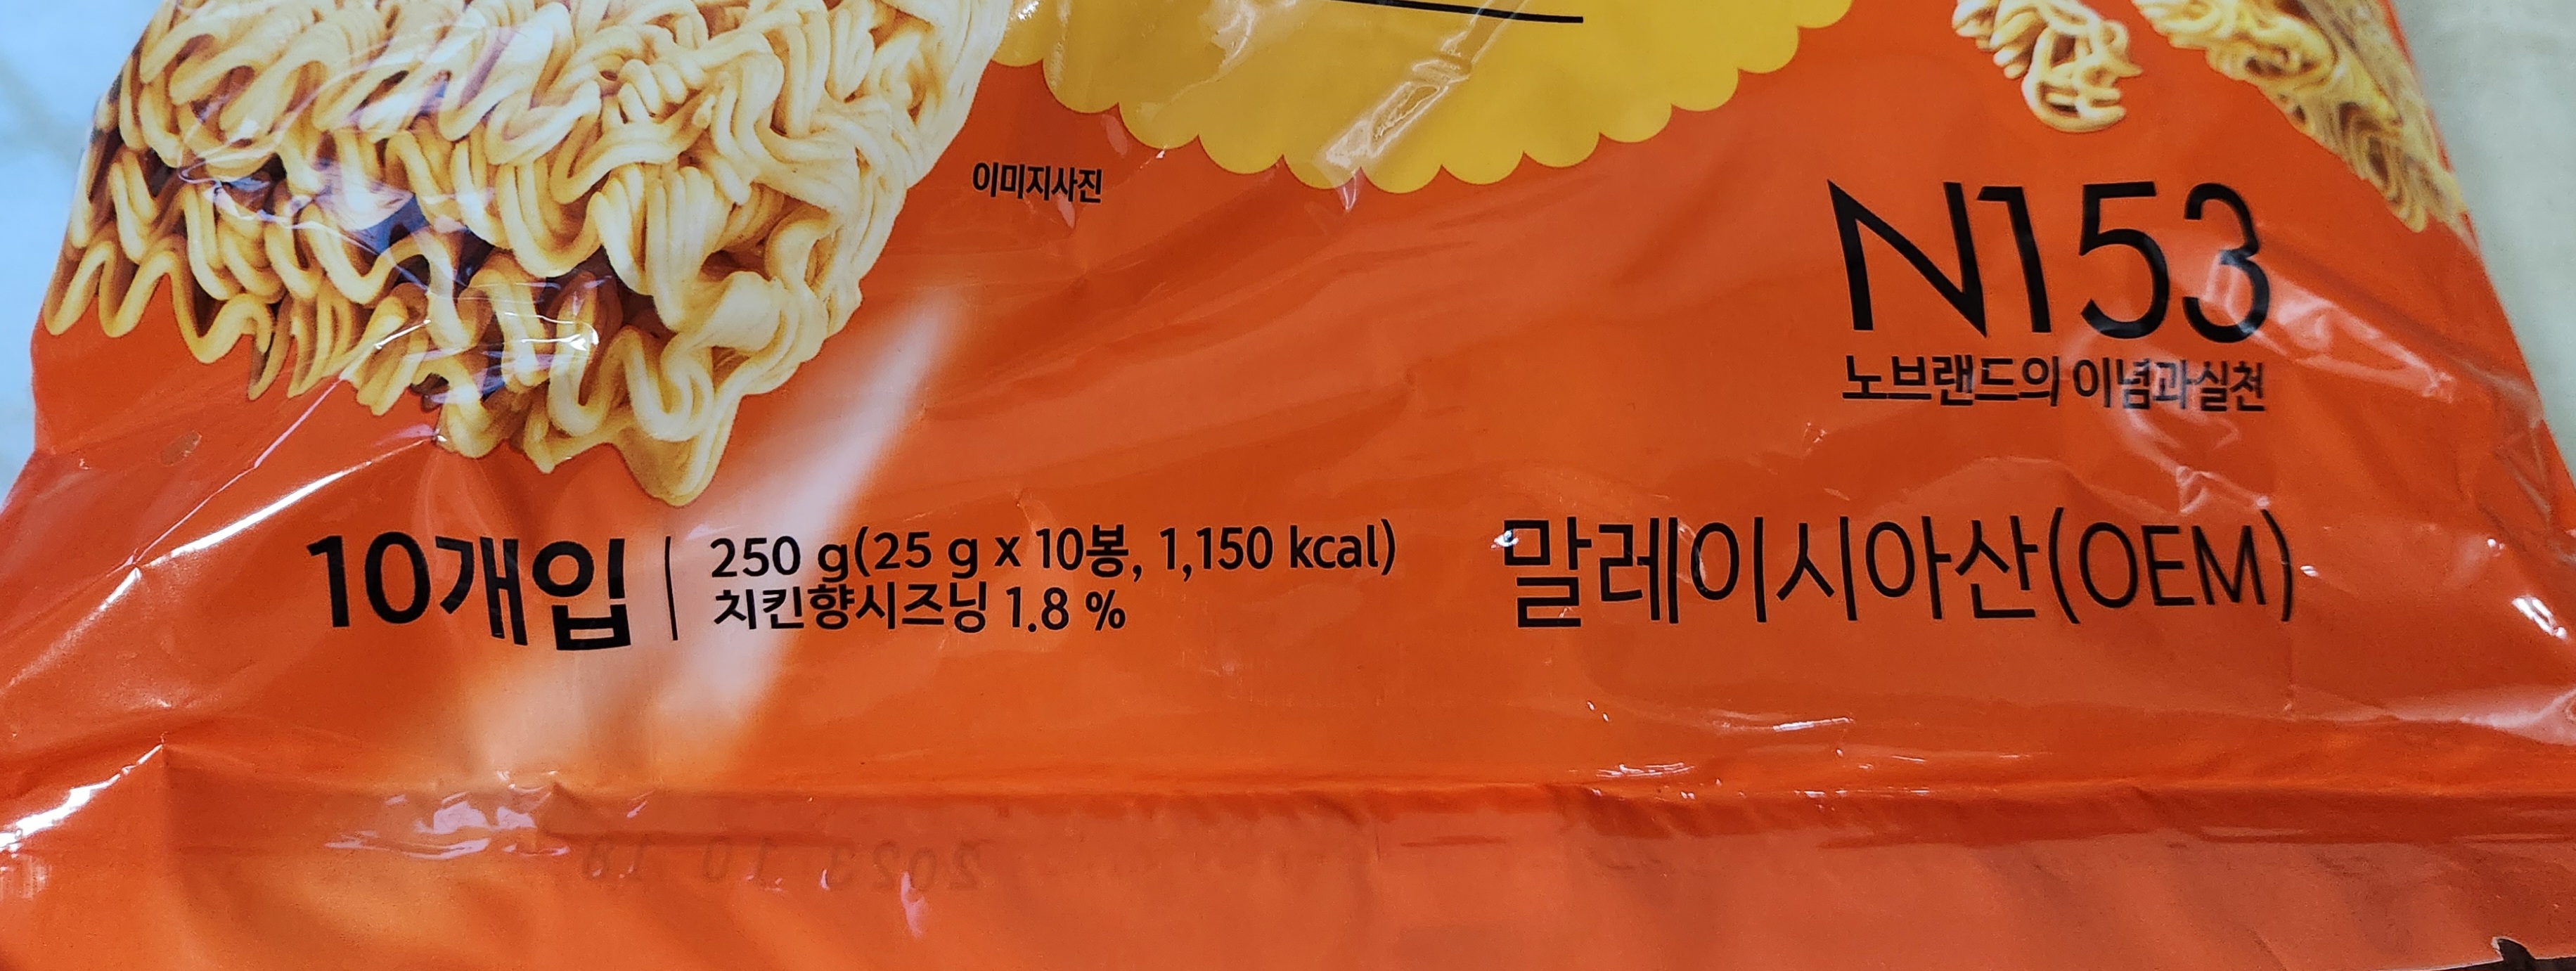 이미지사진
N153
노브랜드의 이념과실천
10개입
250 g(25 g x 10봉, 1,150 kcal)
치킨향시즈닝 1.8 %
말레이시아산(OEM)
2023 10 18